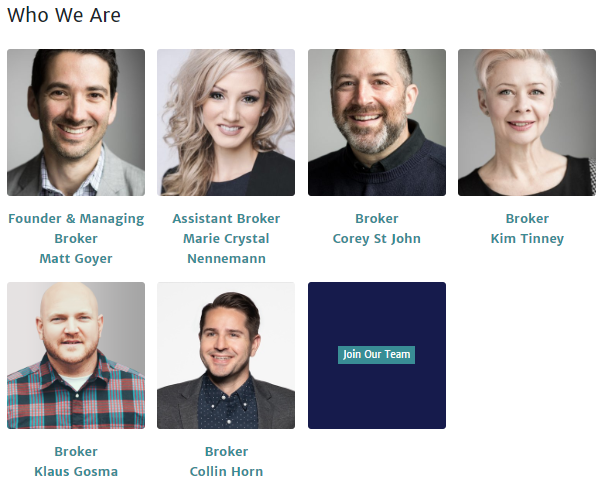 Who We Are
Founder & Managing
Broker
Matt Goyer
Assistant Broker
Marie Crystal
Nennemann
Broker
Corey St John
Broker
Kim Tinney
Join Our Team
Broker
Klaus Gosma
Broker
Collin Horn